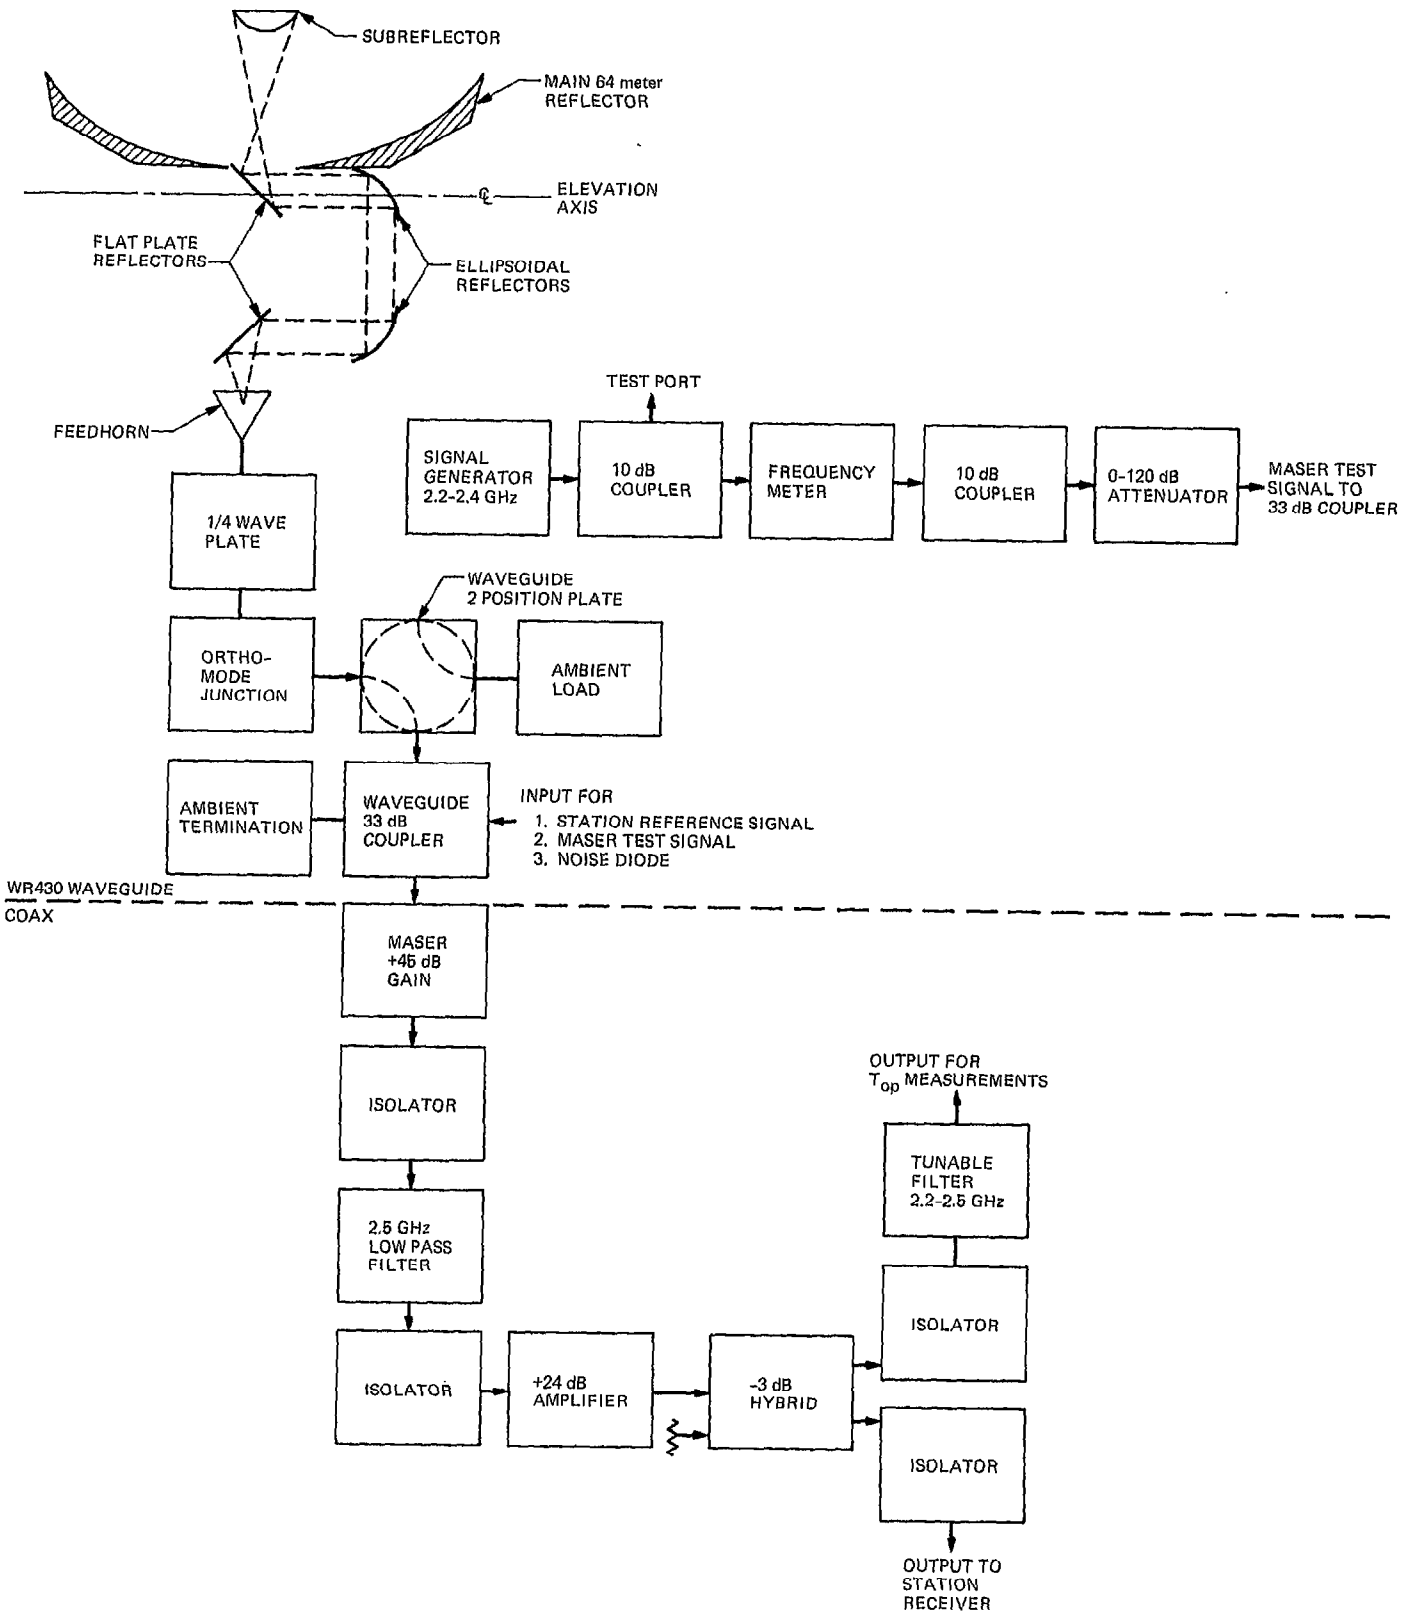 SUBREFLECTOR
MAIN 64 meter
REFLECTOR
℄
ELEVATION
AXIS
FLAT PLATE
REFLECTORS
ELLIPSOIDAL
REFLECTORS
FEEDHORN
TEST PORT
SIGNAL
GENERATOR
2.2-2.4 GHz
10 dB
COUPLER
FREQUENCY
METER
10 dB
COUPLER
0-120 dB
ATTENUATOR
MASER TEST
SIGNAL TO
33 dB COUPLER
1/4 WAVE
PLATE
WAVEGUIDE
2 POSITION PLATE
ORTHO-
MODE
JUNCTION
AMBIENT
LOAD
AMBIENT
TERMINATION
WAVEGUIDE
33 dB
COUPLER
INPUT FOR
1. STATION REFERENCE SIGNAL
2. MASER TEST SIGNAL
3. NOISE DIODE
WR430 WAVEGUIDE
COAX
MASER
+45 dB
GAIN
ISOLATOR
2.5 GHz
LOW PASS
FILTER
ISOLATOR
+24 dB
AMPLIFIER
-3 dB
HYBRID
OUTPUT FOR
Top MEASUREMENTS
TUNABLE
FILTER
2.2-2.5 GHz
ISOLATOR
ISOLATOR
OUTPUT TO
STATION
RECEIVER